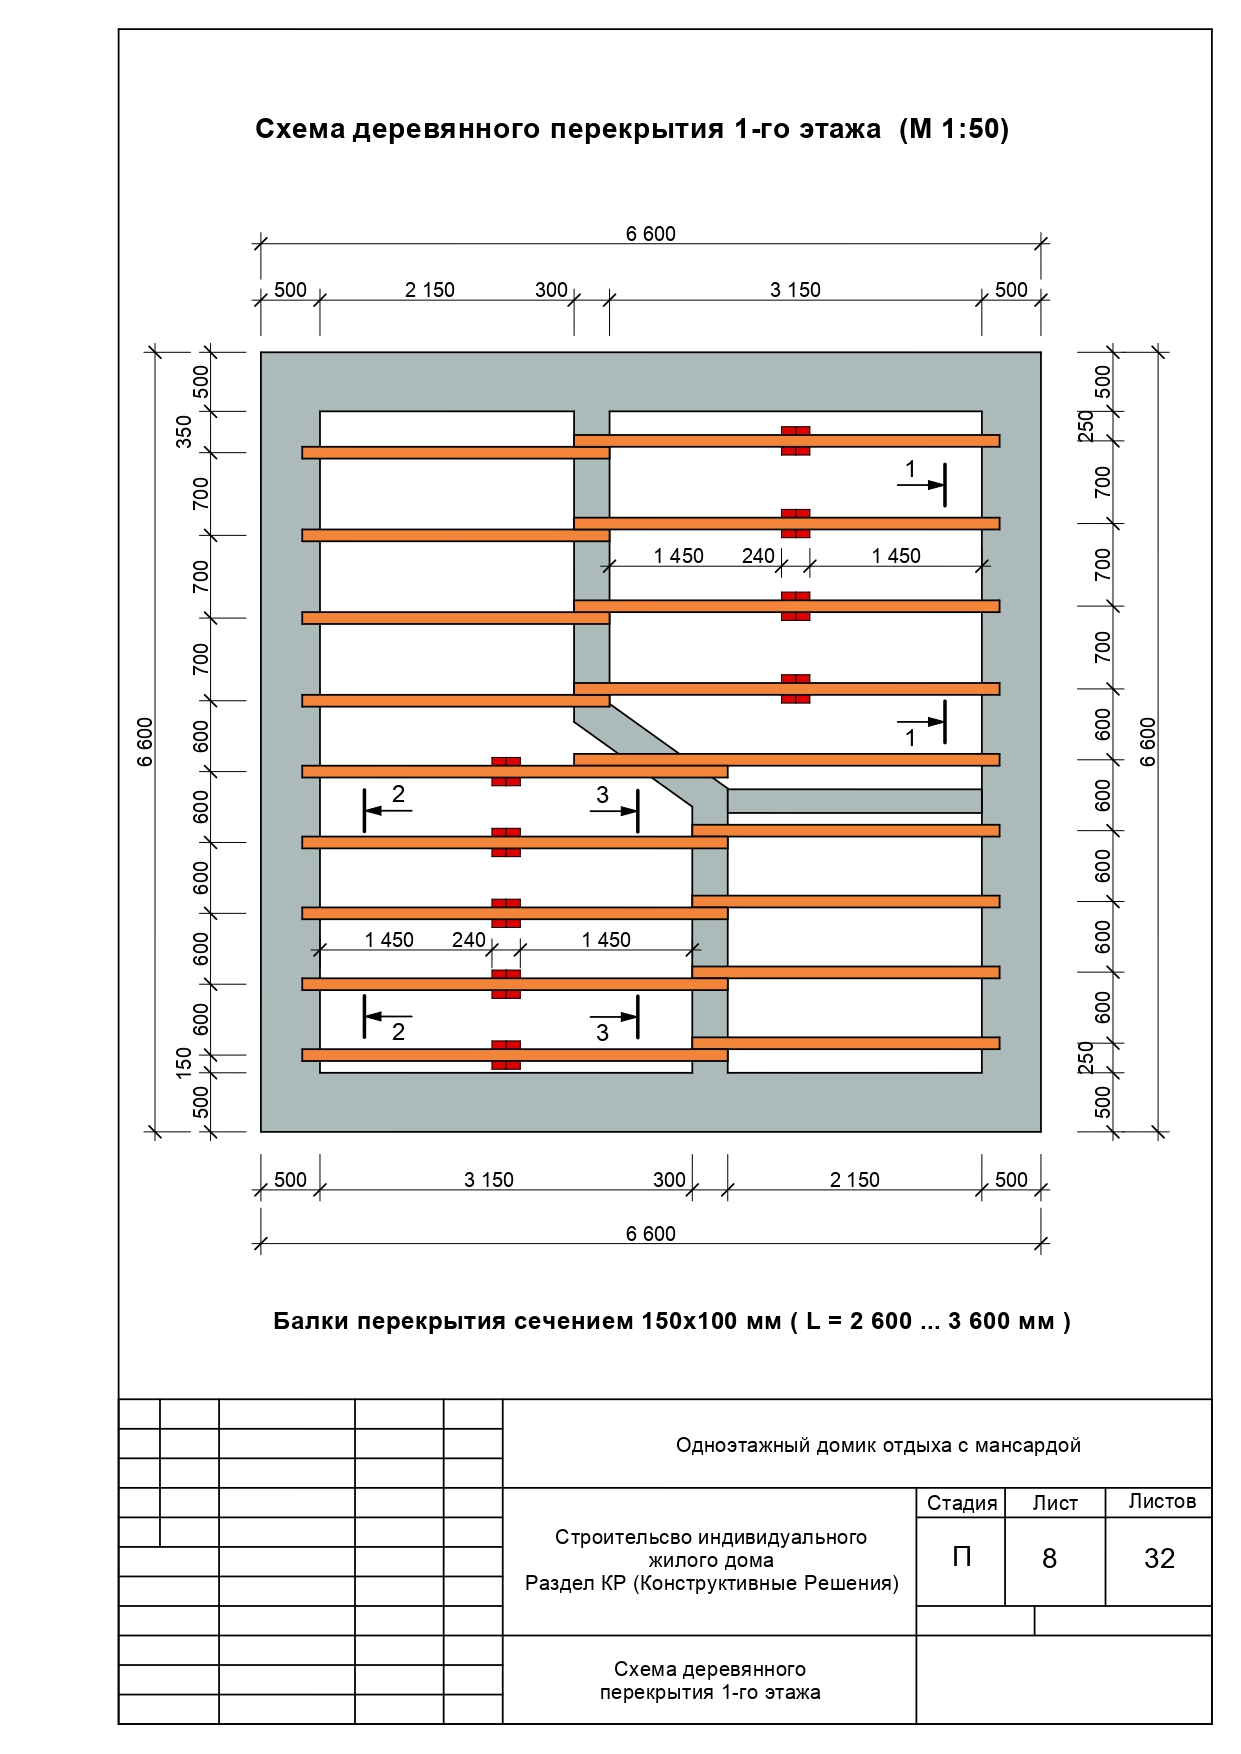 Схема деревянного перекрытия 1-го этажа (М 1:50)
6 600
500 2 150 300 3 150 500
500
350
700
700
700
600
600
600
600
600
150
500
6 600
500
250
700
700
700
600
600
600
600
600
250
500
6 600
1
1 450 240 1 450
1
2 3
1 450 240 1 450
2 3
500 3 150 300 2 150 500
6 600
Балки перекрытия сечением 150х100 мм ( L = 2 600 ... 3 600 мм )
Одноэтажный домик отдыха с мансардой
Строительсво индивидуального
жилого дома
Раздел КР (Конструктивные Решения)
Стадия Лист Листов
П 8 32
Схема деревянного
перекрытия 1-го этажа